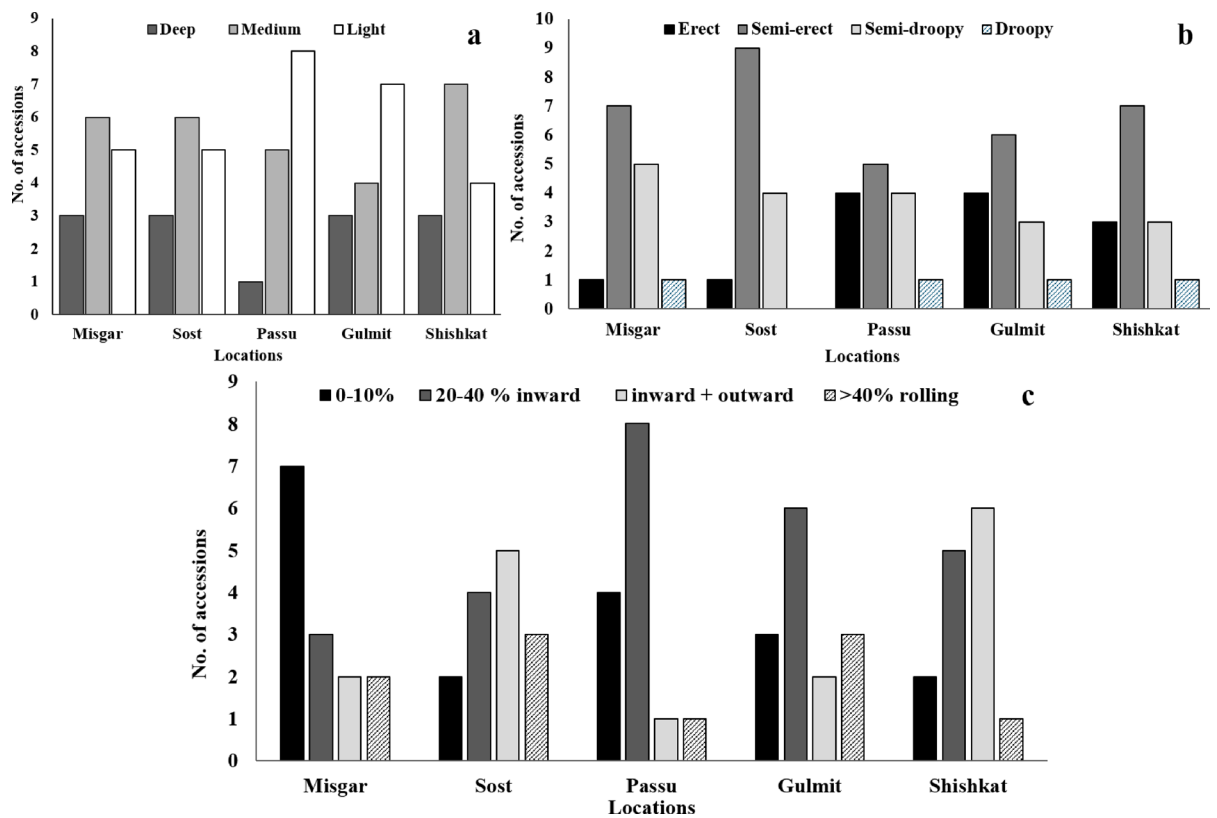 9
8
7
6
5
4
3
2
1
0
No. of accessions
Deep Medium Light
a
Misgar Sost Passu Gulmit Shishkat
Locations
10
9
8
7
6
5
4
3
2
1
0
No. of accessions
Erect Semi-erect Semi-droopy Droopy
b
Misgar Sost Passu Gulmit Shishkat
Locations
9
8
7
6
5
4
3
2
1
0
No. of accessions
0-10% 20-40 % inward inward + outward >40% rolling
c
Misgar Sost Passu Gulmit Shishkat
Locations